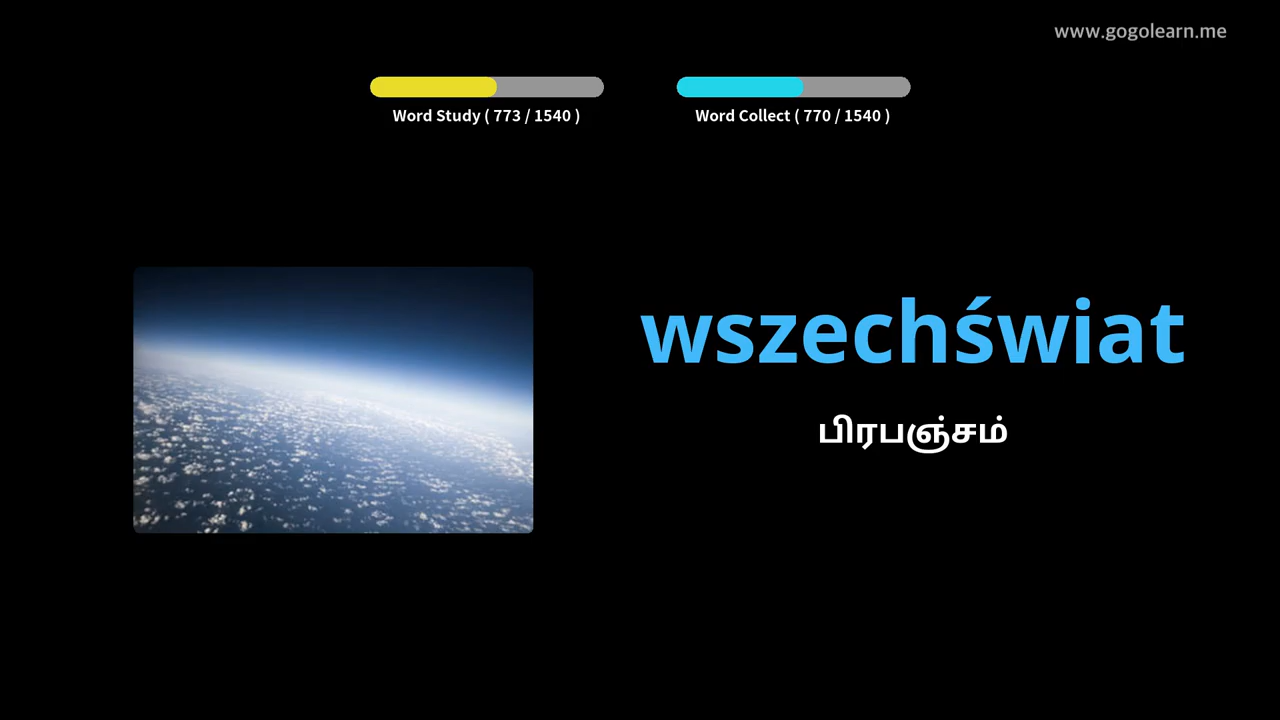 www.gogolearn.me
Word Study ( 773 / 1540 )
Word Collect ( 770 / 1540 )
wszechświat
பிரபஞ்சம்